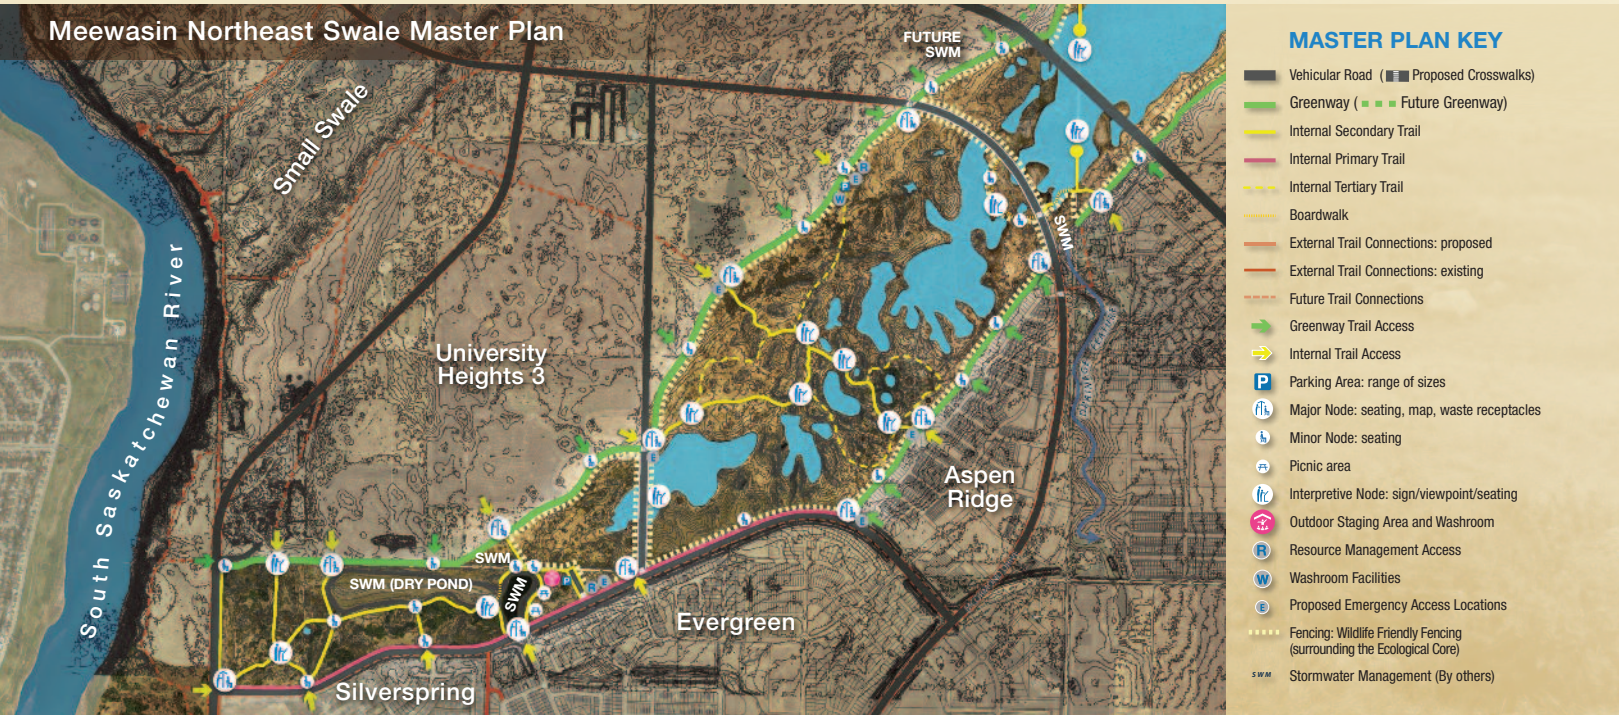 Meewasin Northeast Swale Master Plan
FUTURE
SWM
Small Swale
South Saskatchewan River
University
Heights 3
SWM
Aspen
Ridge
SWM
SWM (DRY POND)
SWM
Evergreen
Silverspring
P
R
E
W
E
E
E
E
P
R
E
MASTER PLAN KEY
Vehicular Road ( Proposed Crosswalks)
Greenway ( Future Greenway)
Internal Secondary Trail
Internal Primary Trail
Internal Tertiary Trail
Boardwalk
External Trail Connections: proposed
External Trail Connections: existing
Future Trail Connections
Greenway Trail Access
Internal Trail Access
P Parking Area: range of sizes
Major Node: seating, map, waste receptacles
Minor Node: seating
Picnic area
Interpretive Node: sign/viewpoint/seating
Outdoor Staging Area and Washroom
R Resource Management Access
W Washroom Facilities
E Proposed Emergency Access Locations
Fencing: Wildlife Friendly Fencing
(surrounding the Ecological Core)
SWM Stormwater Management (By others)